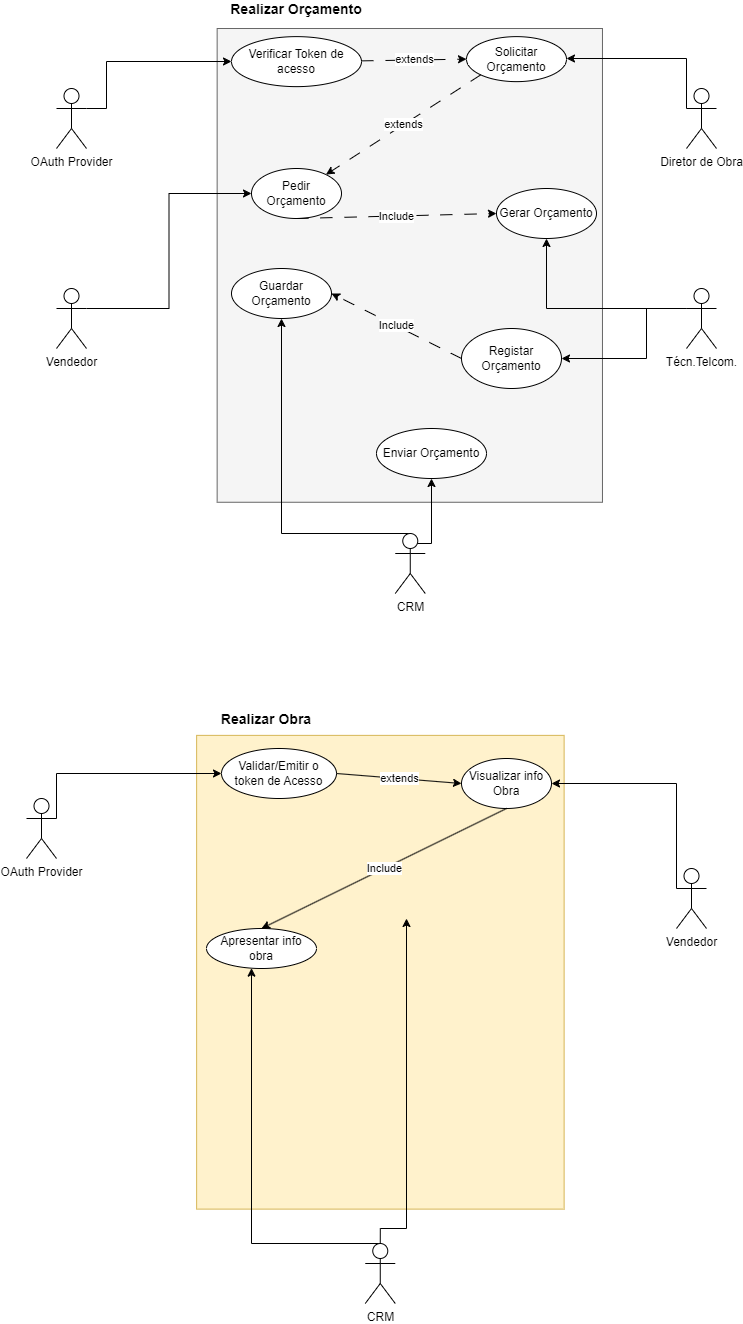 Realizar Orçamento
Verificar Token de
acesso
extends
Solicitar
Orçamento
OAuth Provider
Diretor de Obra
extends
Pedir
Orçamento
Include
Gerar Orçamento
Guardar
Orçamento
Include
Registar
Orçamento
Vendedor
Técn.Telcom.
Enviar Orçamento
CRM
Realizar Obra
Validar/Emitir o
token de Acesso
extends
Visualizar info
Obra
OAuth Provider
Include
Vendedor
Apresentar info
obra
CRM